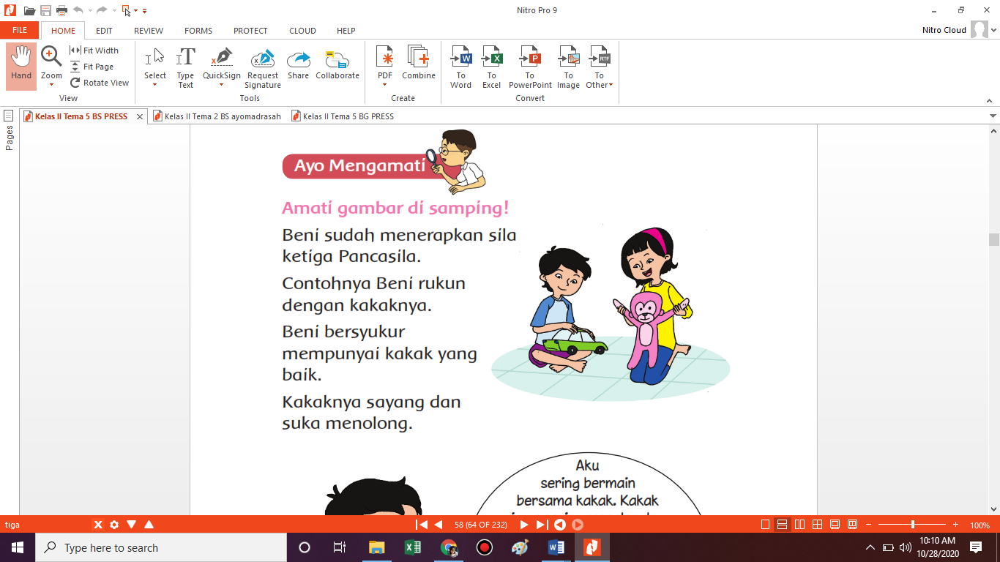 Nitro Pro 9
FILE
HOME
EDIT
REVIEW
FORMS
PROTECT
CLOUD
HELP
Nitro Cloud
Hand
Zoom
Fit Width
Fit Page
Rotate View
View
Select
Type
Text
QuickSign
Request
Signature
Share
Collaborate
Tools
PDF
Combine
Create
To
Word
To
Excel
To
PowerPoint
To
Image
To
Other
Convert
Kelas II Tema 5 BS PRESS
Kelas II Tema 2 BS ayomadrasah
Kelas II Tema 5 BG PRESS
Pages
Ayo Mengamati
Amati gambar di samping!
Beni sudah menerapkan sila
ketiga Pancasila.
Contohnya Beni rukun
dengan kakaknya.
Beni bersyukur
mempunyai kakak yang
baik.
Kakaknya sayang dan
suka menolong.
Aku
sering bermain
bersama kakak. Kakak
tiga
58 (64 OF 232)
100%
Type here to search
10:10 AM
10/28/2020